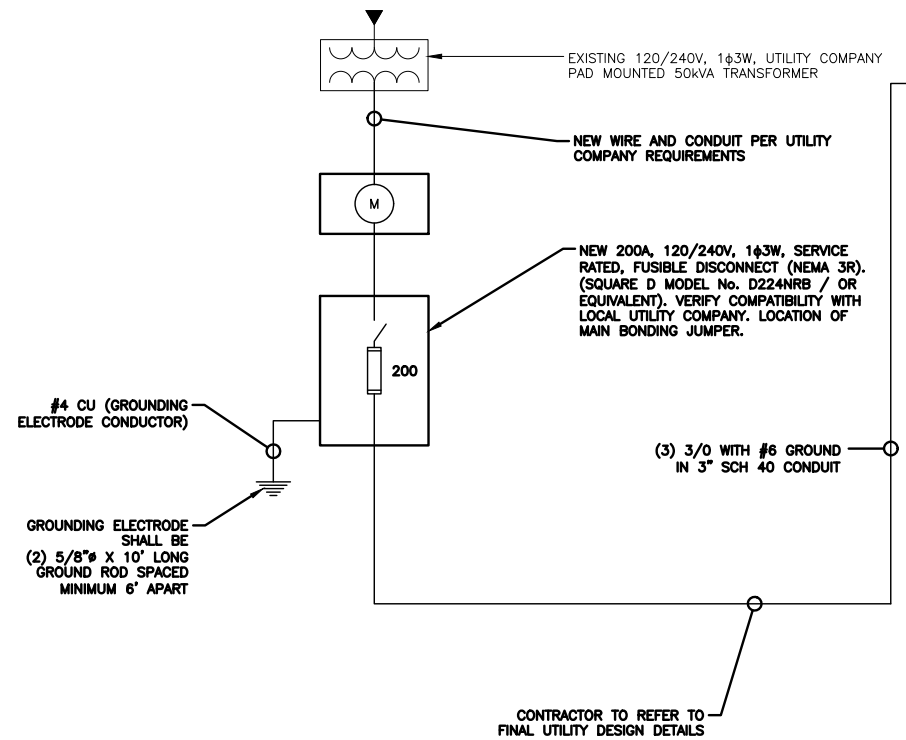 EXISTING 120/240V, 1ϕ3W, UTILITY COMPANY
PAD MOUNTED 50kVA TRANSFORMER
NEW WIRE AND CONDUIT PER UTILITY
COMPANY REQUIREMENTS
M
NEW 200A, 120/240V, 1ϕ3W, SERVICE
RATED, FUSIBLE DISCONNECT (NEMA 3R).
(SQUARE D MODEL No. D224NRB / OR
EQUIVALENT). VERIFY COMPATIBILITY WITH
LOCAL UTILITY COMPANY. LOCATION OF
MAIN BONDING JUMPER.
200
#4 CU (GROUNDING
ELECTRODE CONDUCTOR)
(3) 3/0 WITH #6 GROUND
IN 3" SCH 40 CONDUIT
GROUNDING ELECTRODE
SHALL BE
(2) 5/8"ø X 10' LONG
GROUND ROD SPACED
MINIMUM 6' APART
CONTRACTOR TO REFER TO
FINAL UTILITY DESIGN DETAILS